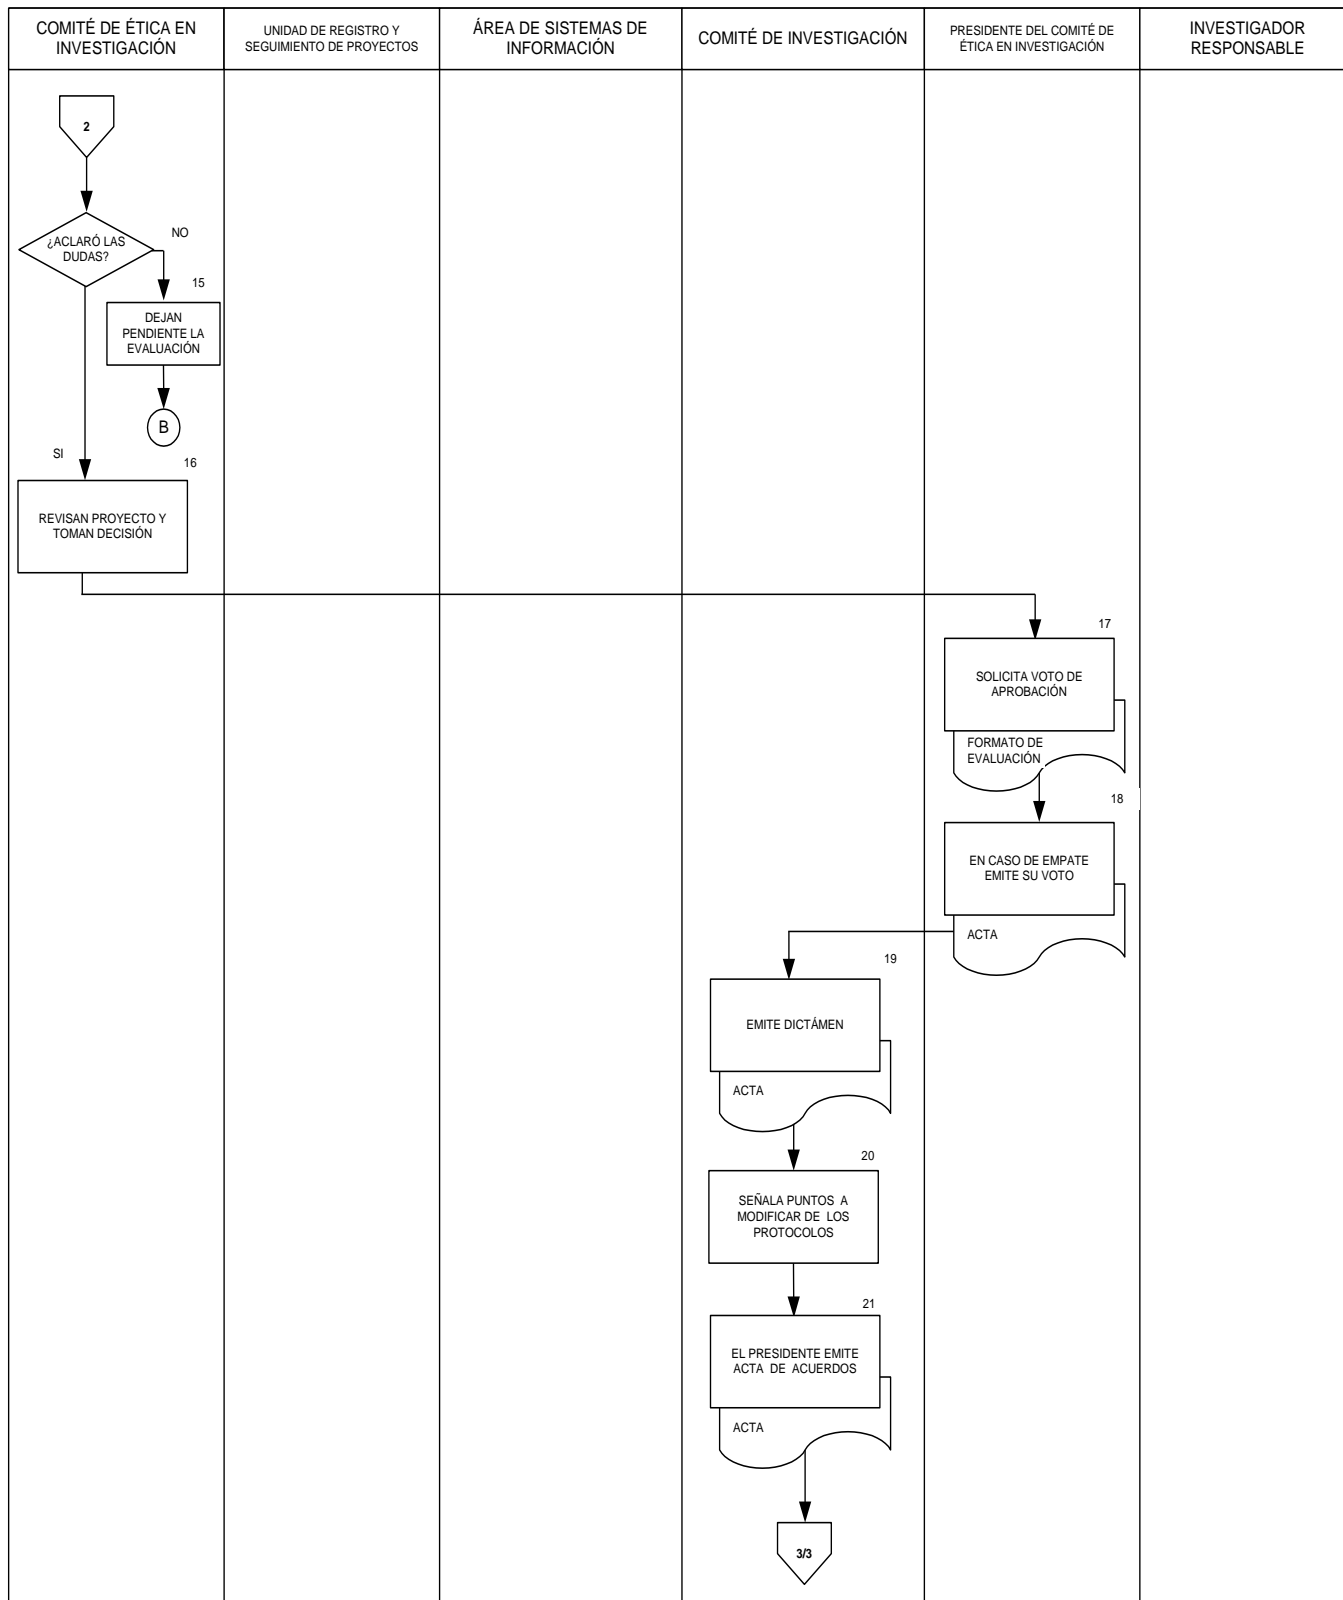 COMITÉ DE ÉTICA EN
INVESTIGACIÓN
UNIDAD DE REGISTRO Y
SEGUIMIENTO DE PROYECTOS
ÁREA DE SISTEMAS DE
INFORMACIÓN
COMITÉ DE INVESTIGACIÓN
PRESIDENTE DEL COMITÉ DE
ÉTICA EN INVESTIGACIÓN
INVESTIGADOR
RESPONSABLE
2
¿ACLARÓ LAS
DUDAS?
NO
15
DEJAN
PENDIENTE LA
EVALUACIÓN
B
SI
16
REVISAN PROYECTO Y
TOMAN DECISIÓN
17
SOLICITA VOTO DE
APROBACIÓN
FORMATO DE
EVALUACIÓN
18
EN CASO DE EMPATE
EMITE SU VOTO
ACTA
19
EMITE DICTÁMEN
ACTA
20
SEÑALA PUNTOS A
MODIFICAR DE LOS
PROTOCOLOS
21
EL PRESIDENTE EMITE
ACTA DE ACUERDOS
ACTA
3/3